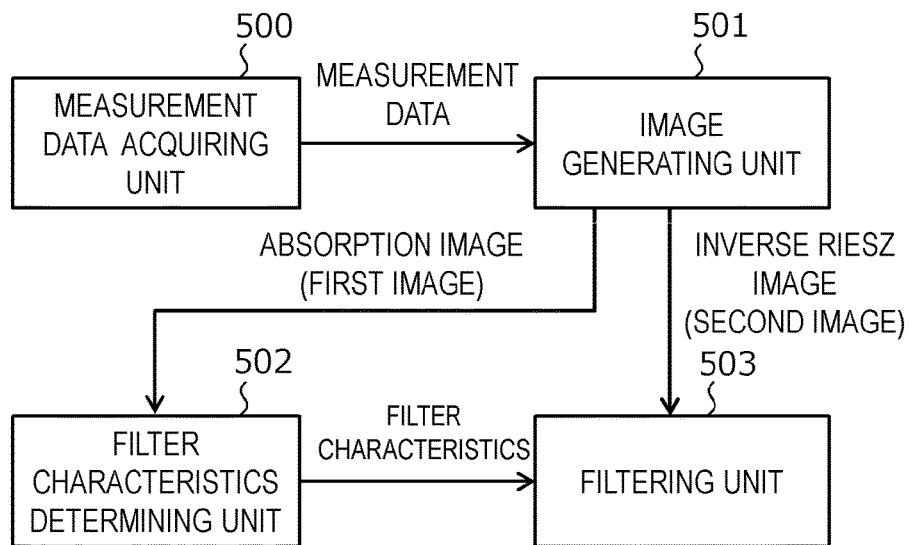 500
MEASUREMENT
DATA ACQUIRING
UNIT
MEASUREMENT
DATA
501
IMAGE
GENERATING UNIT
ABSORPTION IMAGE
(FIRST IMAGE)
INVERSE RIESZ
IMAGE
(SECOND IMAGE)
502
FILTER
CHARACTERISTICS
DETERMINING UNIT
FILTER
CHARACTERISTICS
503
FILTERING UNIT